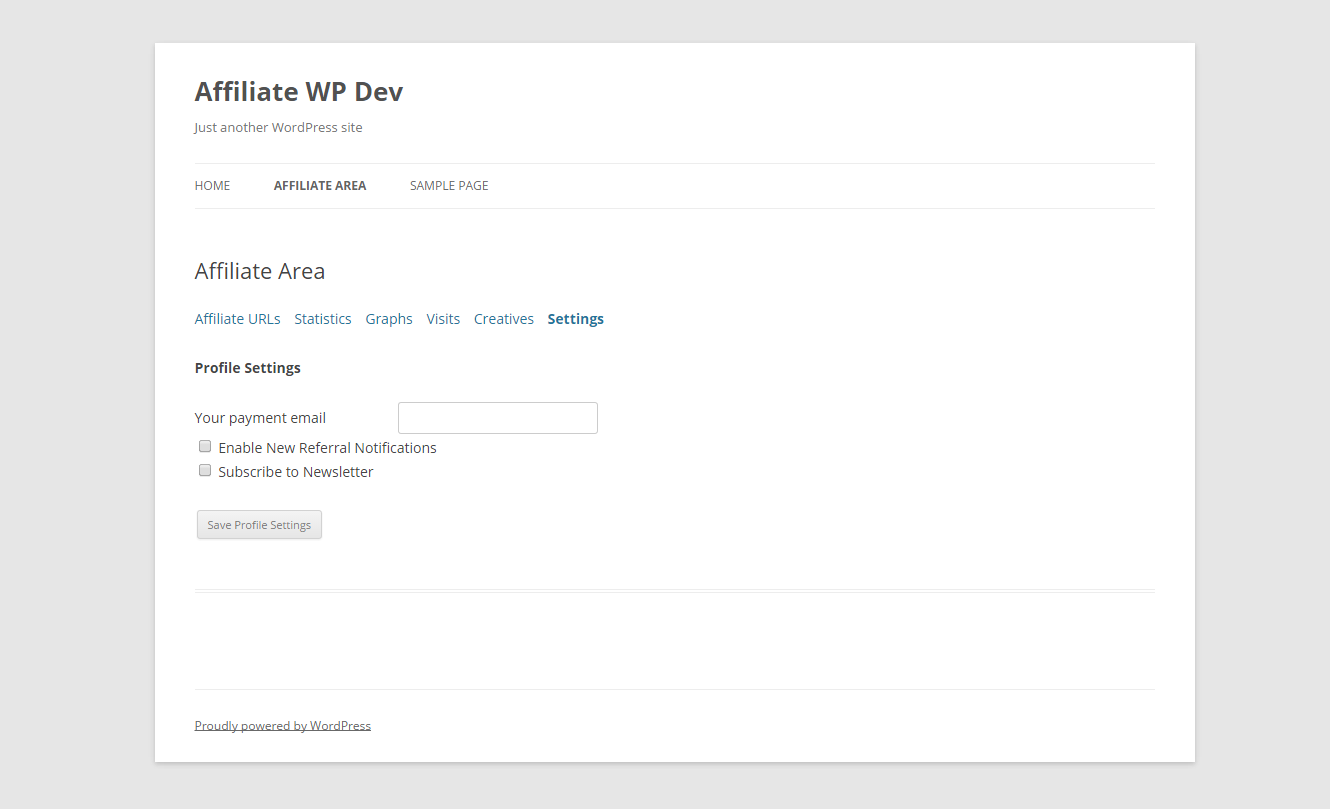 Affiliate WP Dev
Just another WordPress site
HOME AFFILIATE AREA SAMPLE PAGE
Affiliate Area
Affiliate URLs Statistics Graphs Visits Creatives Settings
Profile Settings
Your payment email
Enable New Referral Notifications
Subscribe to Newsletter
Save Profile Settings
Proudly powered by WordPress